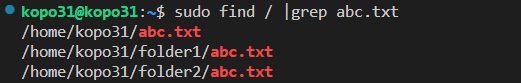 kopo31@kopo31:~$ sudo find / |grep abc.txt
/home/kopo31/abc.txt
/home/kopo31/folder1/abc.txt
/home/kopo31/folder2/abc.txt